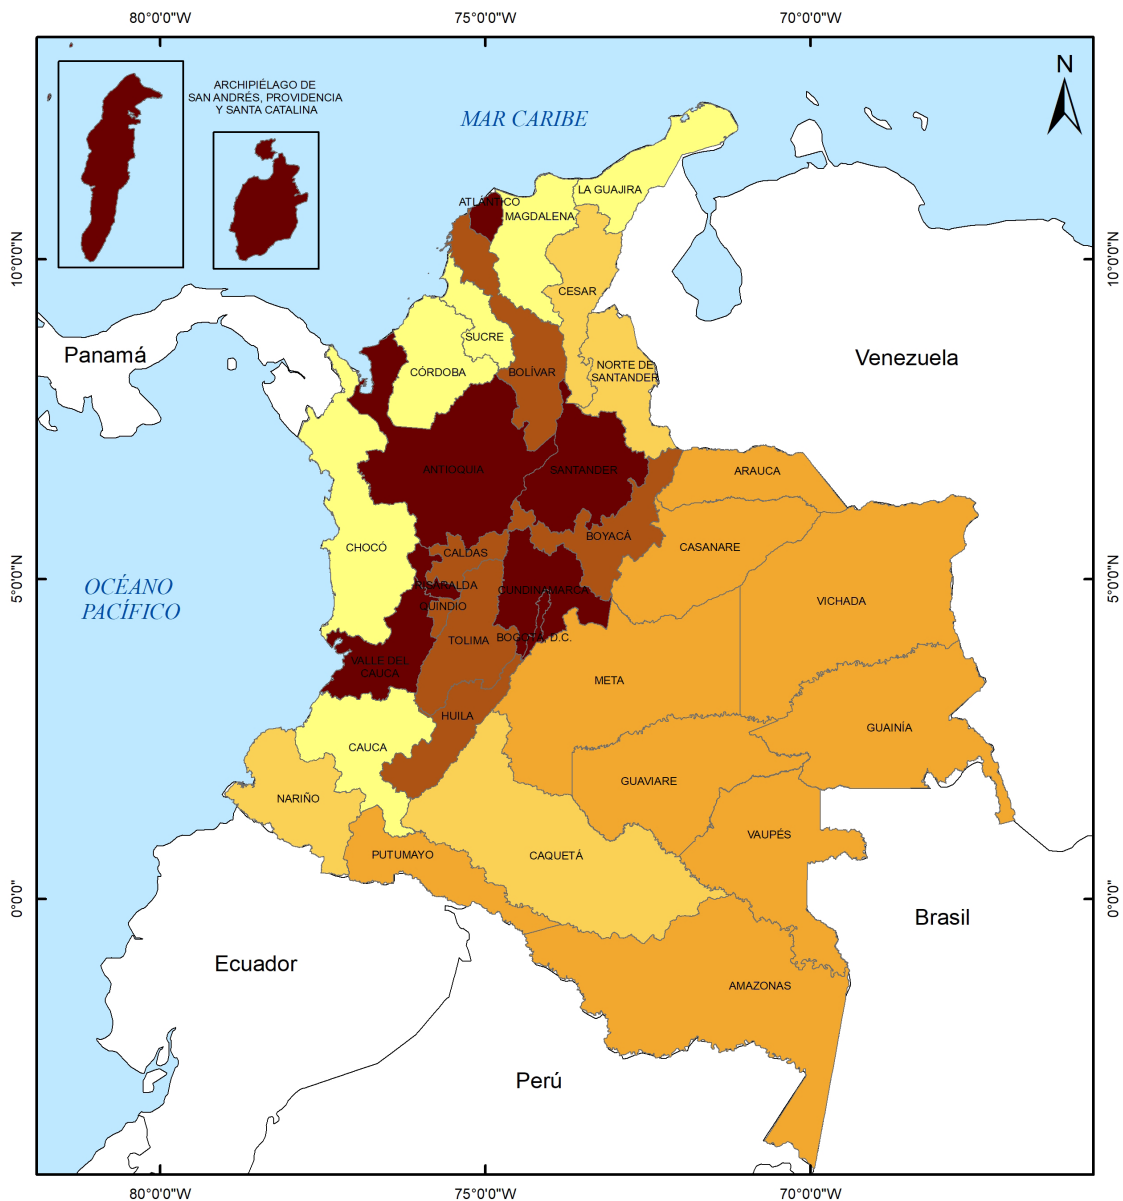 80°0'0"W
75°0'0"W
70°0'0"W
N
ARCHIPIÉLAGO DE
SAN ANDRÉS, PROVIDENCIA
Y SANTA CATALINA
MAR CARIBE
LA GUAJIRA
ATLÁNTICO
MAGDALENA
10°0'0"N
10°0'0"N
CESAR
SUCRE
Panamá
Venezuela
CÓRDOBA
BOLÍVAR
NORTE DE
SANTANDER
ANTIOQUIA
SANTANDER
ARAUCA
BOYACÁ
CHOCÓ
CASANARE
CALDAS
5°0'0"N
5°0'0"N
OCÉANO
PACÍFICO
RISARALDA
CUNDINAMARCA
VICHADA
QUINDIO
TOLIMA
BOGOTÁ, D.C.
VALLE DEL
CAUCA
META
HUILA
GUAINÍA
CAUCA
GUAVIARE
NARIÑO
VAUPÉS
PUTUMAYO
CAQUETÁ
0°0'0"
0°0'0"
Brasil
Ecuador
AMAZONAS
Perú
80°0'0"W
75°0'0"W
70°0'0"W